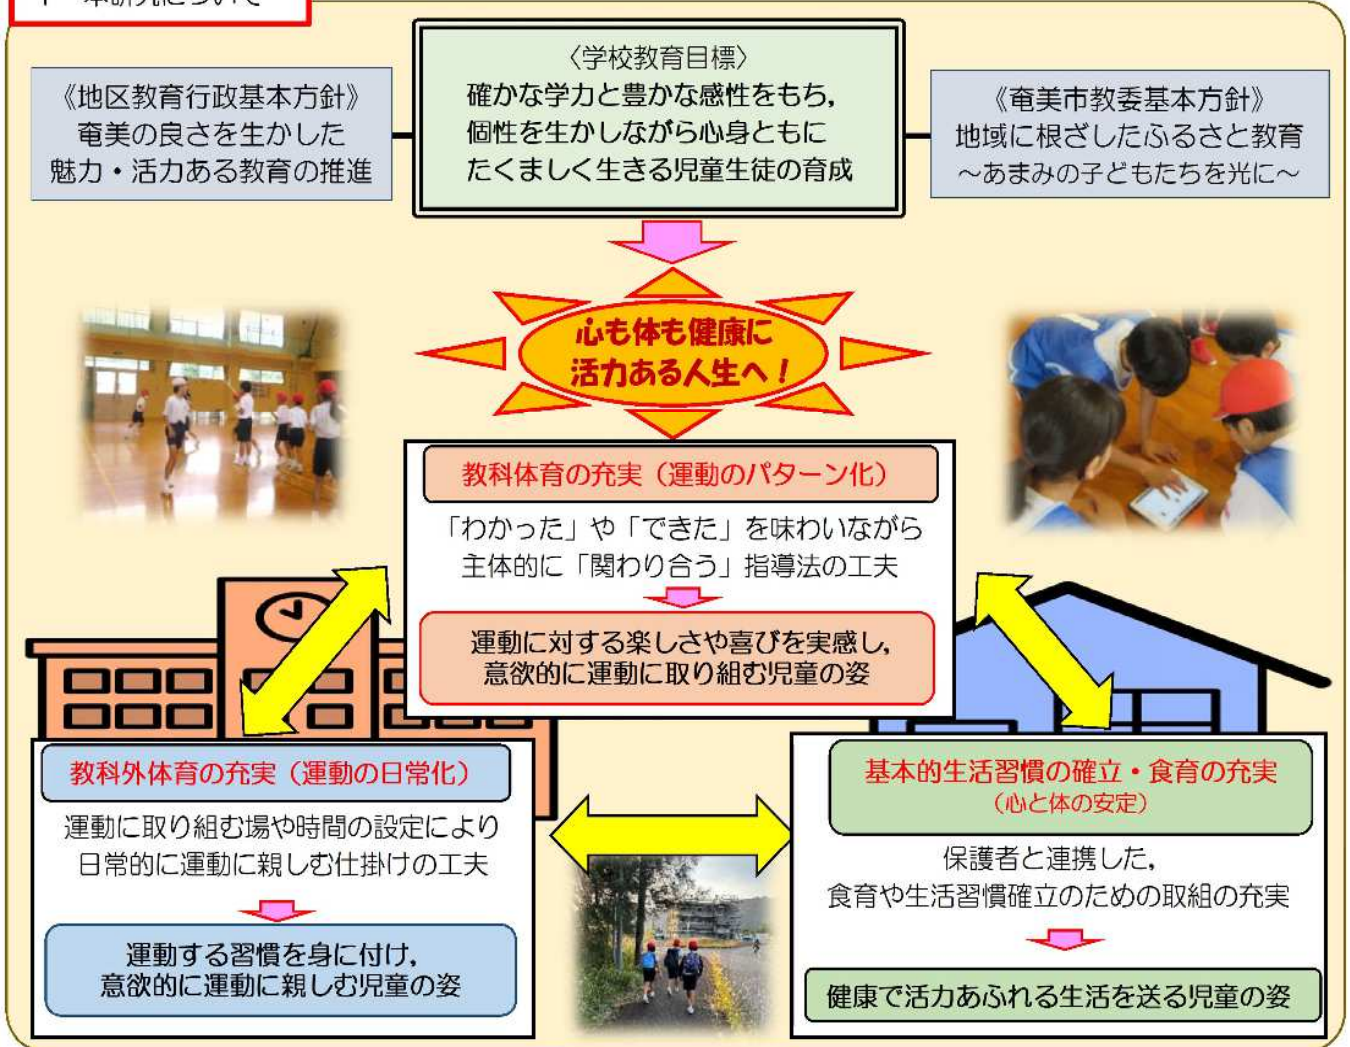 本研究について
〈学校教育目標〉
確かな学力と豊かな感性をもち，
個性を生かしながら心身ともに
たくましく生きる児童生徒の育成
《地区教育行政基本方針》
奄美の良さを生かした
魅力・活力ある教育の推進
《奄美市教委基本方針》
地域に根ざしたふるさと教育
～あまみの子どもたちを光に～
心も体も健康に
活力ある人生へ！
教科体育の充実（運動のパターン化）
「わかった」や「できた」を味わいながら
主体的に「関わり合う」指導法の工夫
運動に対する楽しさや喜びを実感し，
意欲的に運動に取り組む児童の姿
教科外体育の充実（運動の日常化）
運動に取り組む場や時間の設定により
日常的に運動に親しむ仕掛けの工夫
運動する習慣を身に付け，
意欲的に運動に親しむ児童の姿
基本的生活習慣の確立・食育の充実
（心と体の安定）
保護者と連携した，
食育や生活習慣確立のための取組の充実
健康で活力あふれる生活を送る児童の姿